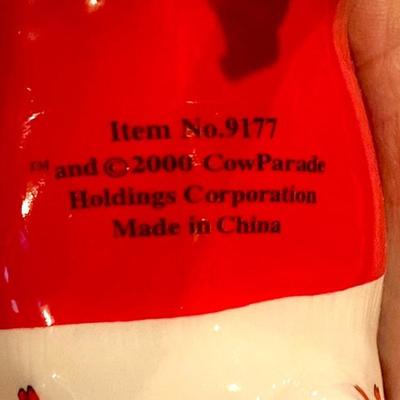 Item No.9177
™ and © 2000 CowParade
Holdings Corporation
Made in China